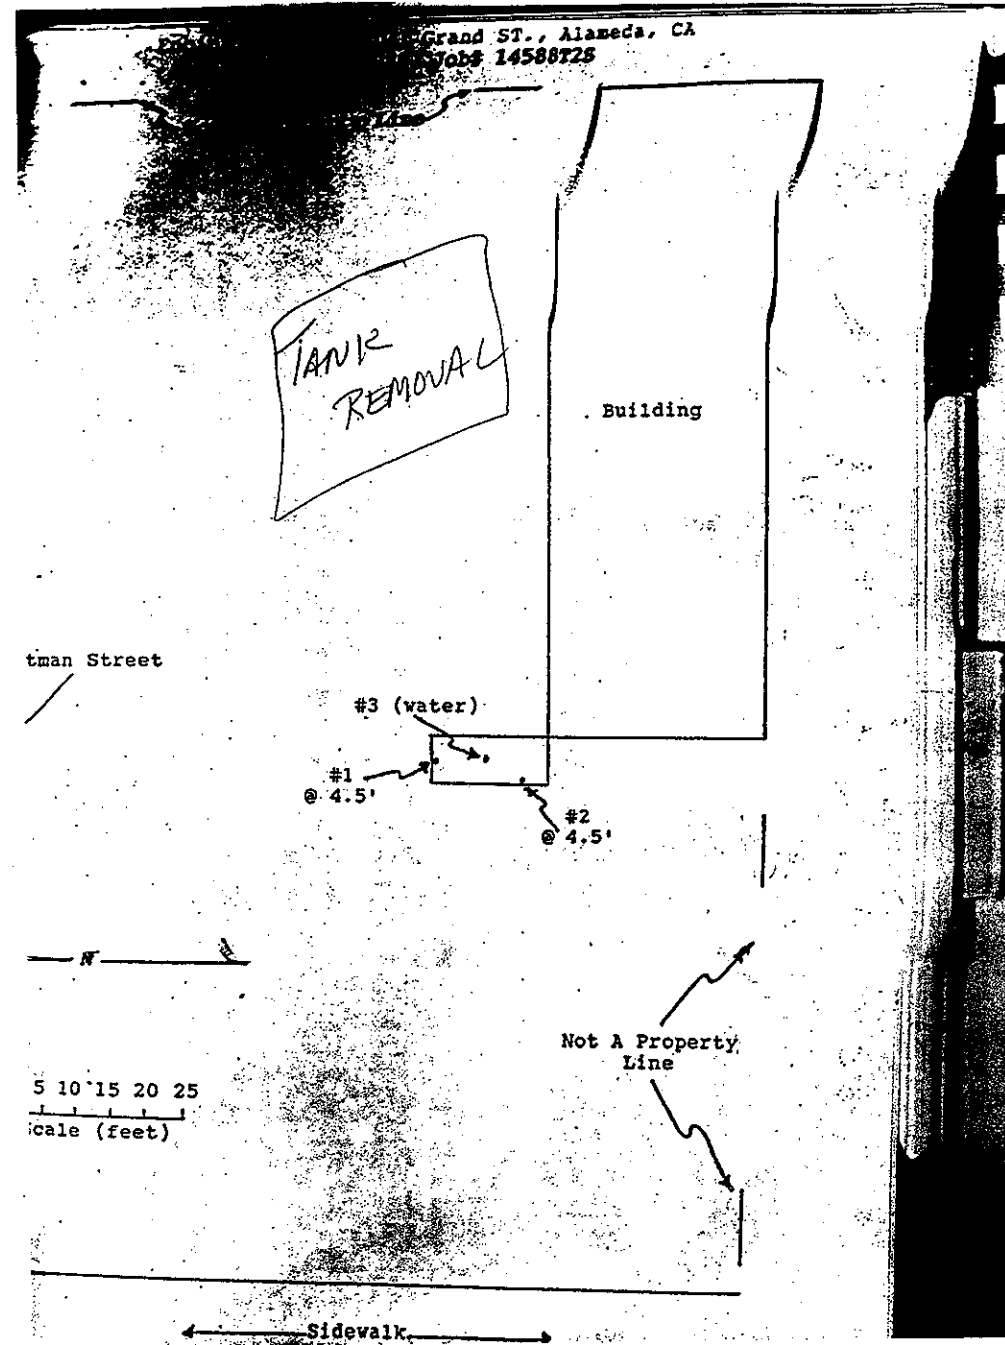 Grand ST., Alameda, CA
Job# 14588T2S
Line
TANK
REMOVAL
Building
tman Street
#3 (water)
#1
@ 4.5'
#2
@ 4.5'
N
Not A Property
Line
5 10 15 20 25
cale (feet)
Sidewalk